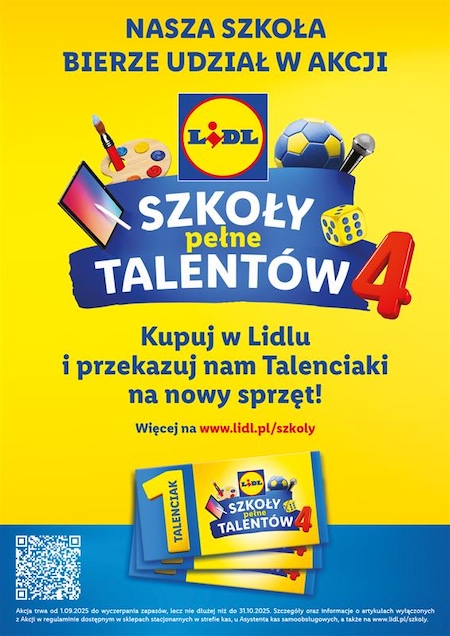 NASZA SZKOŁA
BIERZE UDZIAŁ W AKCJI
LIDL
SZKOŁY
pełne
TALENTÓW 4
Kupuj w Lidlu
i przekazuj nam Talenciaki
na nowy sprzęt!
Więcej na www.lidl.pl/szkoly
1 TALENCIAK
LIDL
SZKOŁY
pełne
TALENTÓW 4
Akcja trwa od 1.09.2025 do wyczerpania zapasów, lecz nie dłużej niż do 31.10.2025. Szczegóły oraz informacje o artykułach wyłączonych
z Akcji w regulaminie dostępnym w sklepach stacjonarnych w strefie kas, u Asystenta kas samoobsługowych, a także na www.lidl.pl/szkoly.